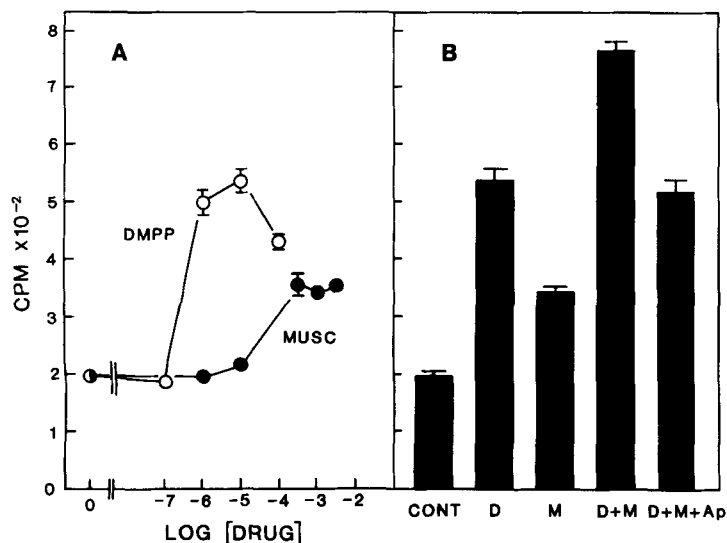 A
B
8
7
6
5
4
3
2
1
0
CPM x10-2
DMPP
MUSC
0 -7 -6 -5 -4 -3 -2
LOG [DRUG]
CONT D M D+M D+M+Ap